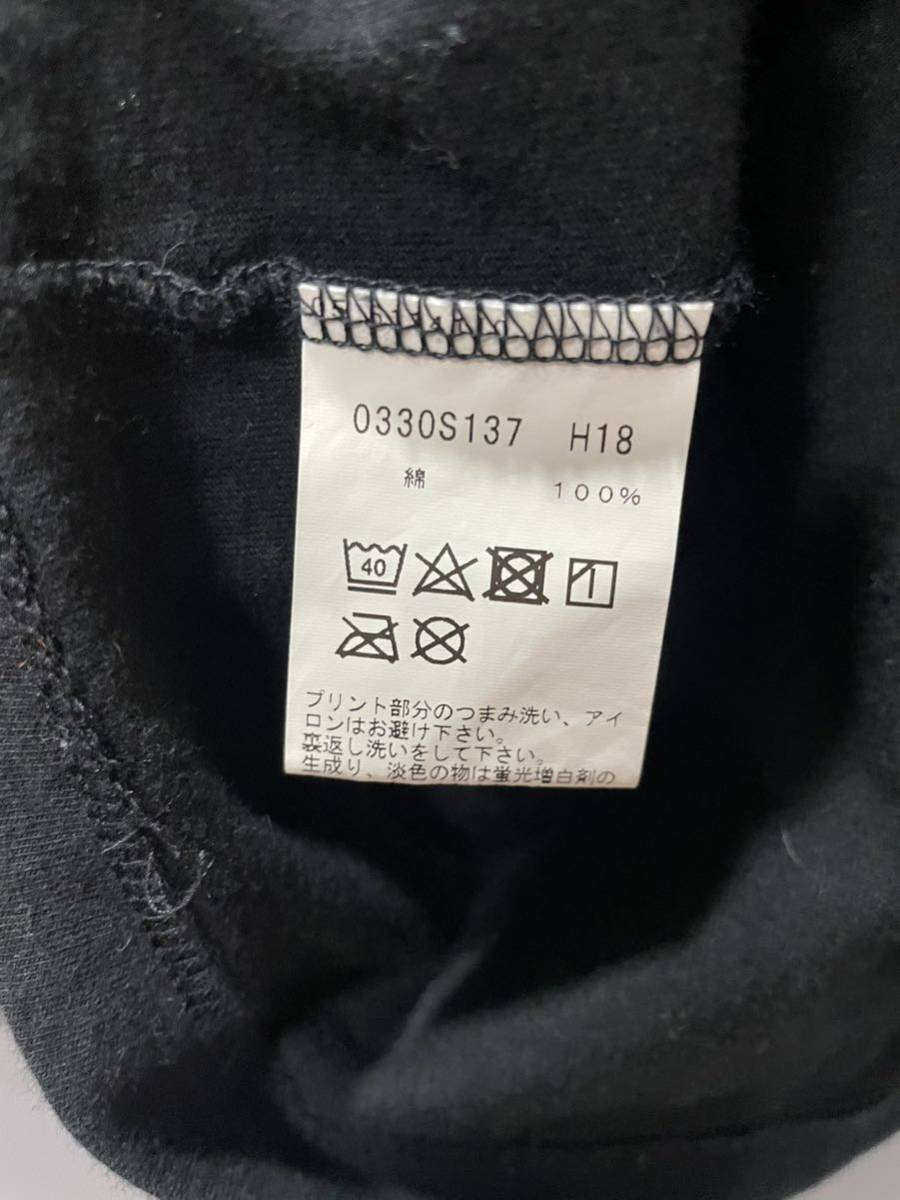 0330S137 H18
綿 100%
40
プリント部分のつまみ洗い、アイ
ロンはお避け下さい。
裏返し洗いをして下さい。
生成り、淡色の物は蛍光増白剤の